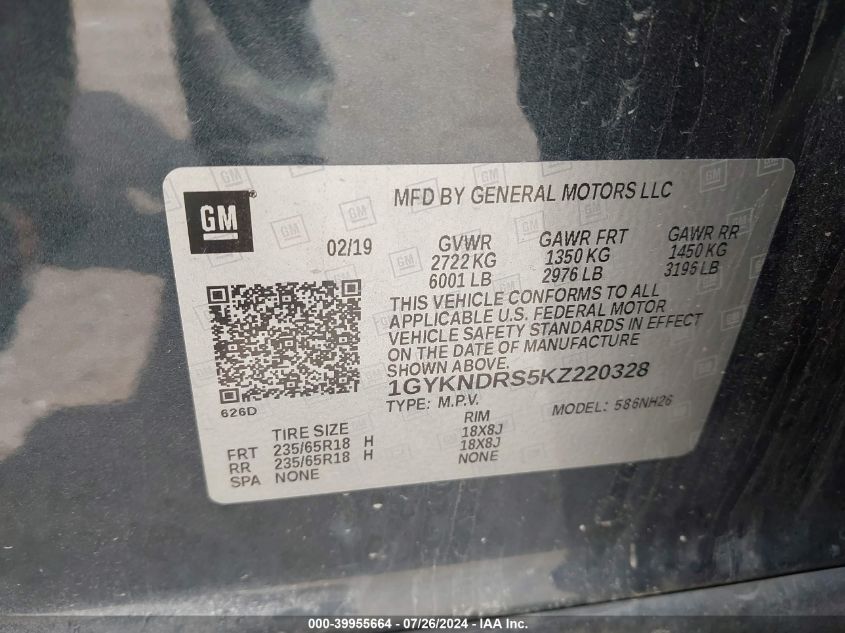 GM
MFD BY GENERAL MOTORS LLC
02/19 GVWR GAWR FRT GAWR RR
2722 KG 1350 KG 1450 KG
6001 LB 2976 LB 3196 LB
THIS VEHICLE CONFORMS TO ALL
APPLICABLE U.S. FEDERAL MOTOR
VEHICLE SAFETY STANDARDS IN EFFECT
ON THE DATE OF MANUFACTURE
SHOWN ABOVE.
1GYKNDRS5KZ220328
626D
TYPE: M.P.V. MODEL: 586NH26
TIRE SIZE RIM
FRT 235/65R18 H 18X8J
RR 235/65R18 H 18X8J
SPA NONE NONE
000-39955664 - 07/26/2024 - IAA Inc.